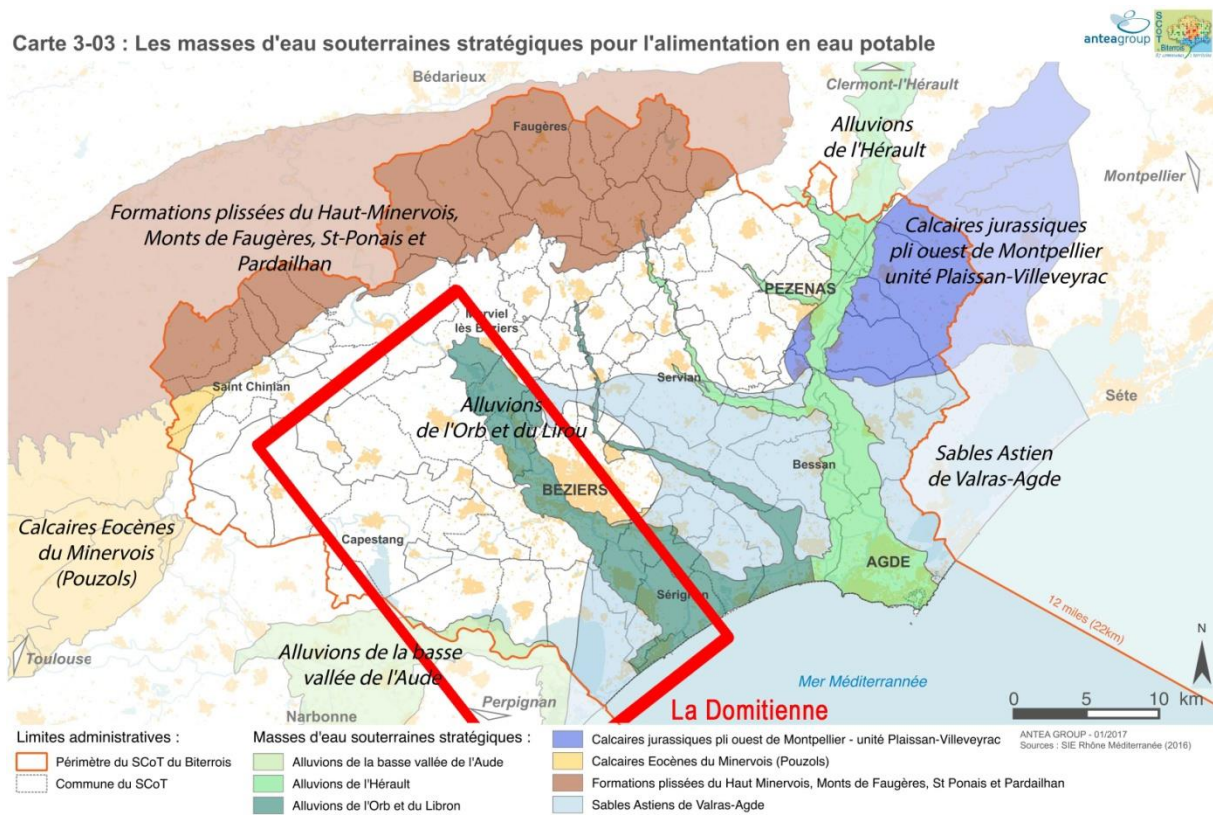 anteagroup
SCOT
Biterrois
Carte 3-03 : Les masses d'eau souterraines stratégiques pour l'alimentation en eau potable
Bédarieux
Clermont-l'Hérault
Faugères
Alluvions
de l'Hérault
Montpellier
Formations plissées du Haut-Minervois,
Monts de Faugères, St-Ponais et
Pardailhan
Calcaires jurassiques
pli ouest de Montpellier
unité Plaissan-Villeveyrac
PEZENAS
lès Béziers
Saint Chinian
Servian
Séte
Alluvions
de l'Orb et du Lirou
Bessan
Sables Astien
de Valras-Agde
BEZIERS
Calcaires Eocènes
du Minervois
(Pouzols)
Capestang
AGDE
Sérignan
12 miles (22km)
Toulouse
Alluvions de la basse
vallée de l'Aude
Perpignan
Mer Méditerrannée
N
Narbonne
La Domitienne
0 5 10 km
ANTEA GROUP - 01/2017
Sources : SIE Rhône Méditerranée (2016)
Limites administratives :
Périmètre du SCoT du Biterrois
Commune du SCoT
Masses d'eau souterraines stratégiques :
Alluvions de la basse vallée de l'Aude
Alluvions de l'Hérault
Alluvions de l'Orb et du Libron
Calcaires jurassiques pli ouest de Montpellier - unité Plaissan-Villeveyrac
Calcaires Eocènes du Minervois (Pouzols)
Formations plissées du Haut Minervois, Monts de Faugères, St Ponais et Pardailhan
Sables Astiens de Valras-Agde